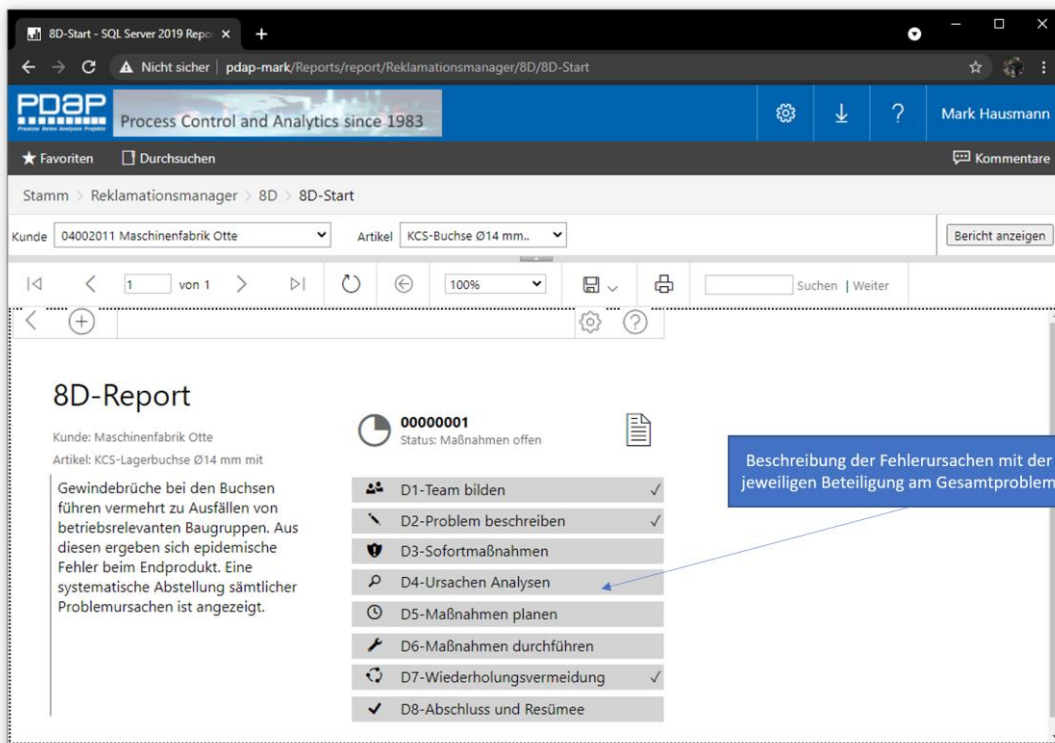 8D-Start - SQL Server 2019 Repo
Nicht sicher | pdap-mark/Reports/report/Reklamationsmanager/8D/8D-Start
PDAP
Prozesse Daten Analysen Projekte
Process Control and Analytics since 1983
Mark Hausmann
Favoriten Durchsuchen Kommentare
Stamm > Reklamationsmanager > 8D > 8D-Start
Kunde 04002011 Maschinenfabrik Otte Artikel KCS-Buchse Ø14 mm.. Bericht anzeigen
1 von 1 100% Suchen | Weiter
8D-Report
Kunde: Maschinenfabrik Otte
Artikel: KCS-Lagerbuchse Ø14 mm mit
Gewindebrüche bei den Buchsen
führen vermehrt zu Ausfällen von
betriebsrelevanten Baugruppen. Aus
diesen ergeben sich epidemische
Fehler beim Endprodukt. Eine
systematische Abstellung sämtlicher
Problemursachen ist angezeigt.
00000001
Status: Maßnahmen offen
D1-Team bilden
D2-Problem beschreiben
D3-Sofortmaßnahmen
D4-Ursachen Analysen
D5-Maßnahmen planen
D6-Maßnahmen durchführen
D7-Wiederholungsvermeidung
D8-Abschluss und Resümee
Beschreibung der Fehlerursachen mit der
jeweiligen Beteiligung am Gesamtproblem